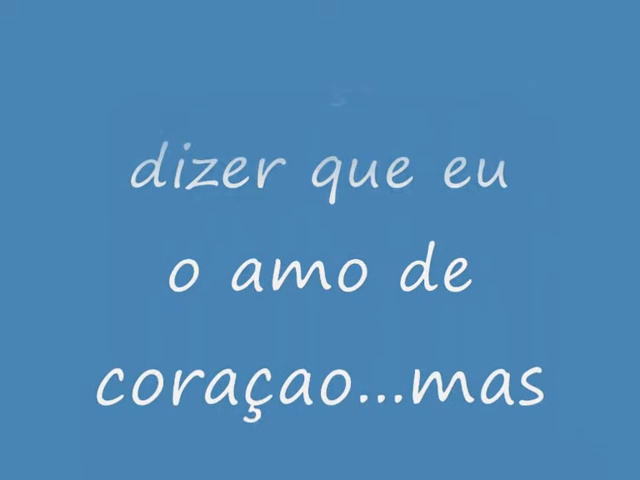 dizer que eu
o amo de
coraçao...mas